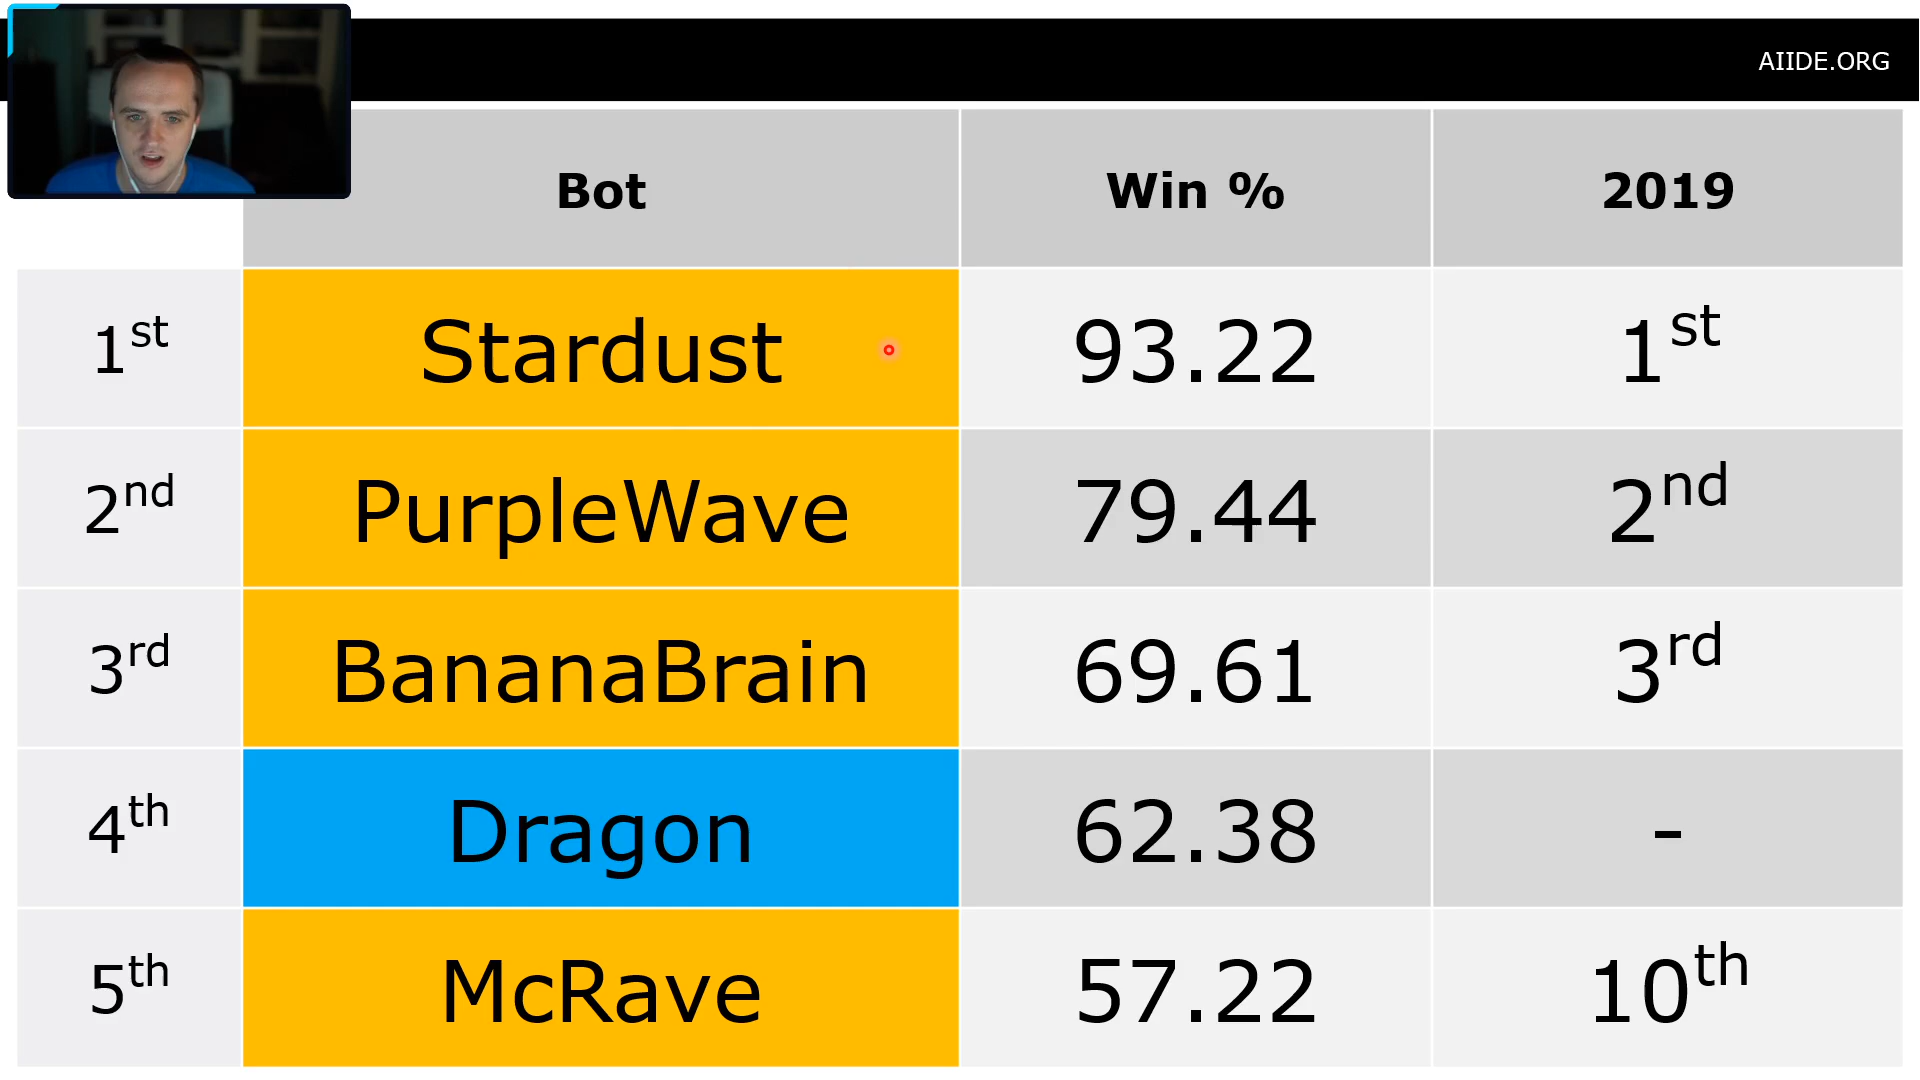 AIIDE.ORG
Bot Win % 2019
1st Stardust 93.22 1st
2nd PurpleWave 79.44 2nd
3rd BananaBrain 69.61 3rd
4th Dragon 62.38 -
5th McRave 57.22 10th